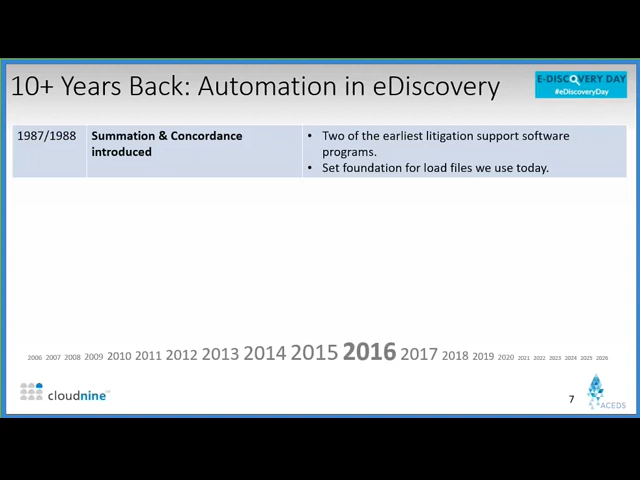 10+ Years Back: Automation in eDiscovery
E-DISCOVERY DAY
#eDiscoveryDay
1987/1988
Summation & Concordance
introduced
• Two of the earliest litigation support software
programs.
• Set foundation for load files we use today.
2006 2007 2008 2009 2010 2011 2012 2013 2014 2015 2016 2017 2018 2019 2020 2021 2022 2023 2024 2025 2026
cloudnine
7
ACEDS